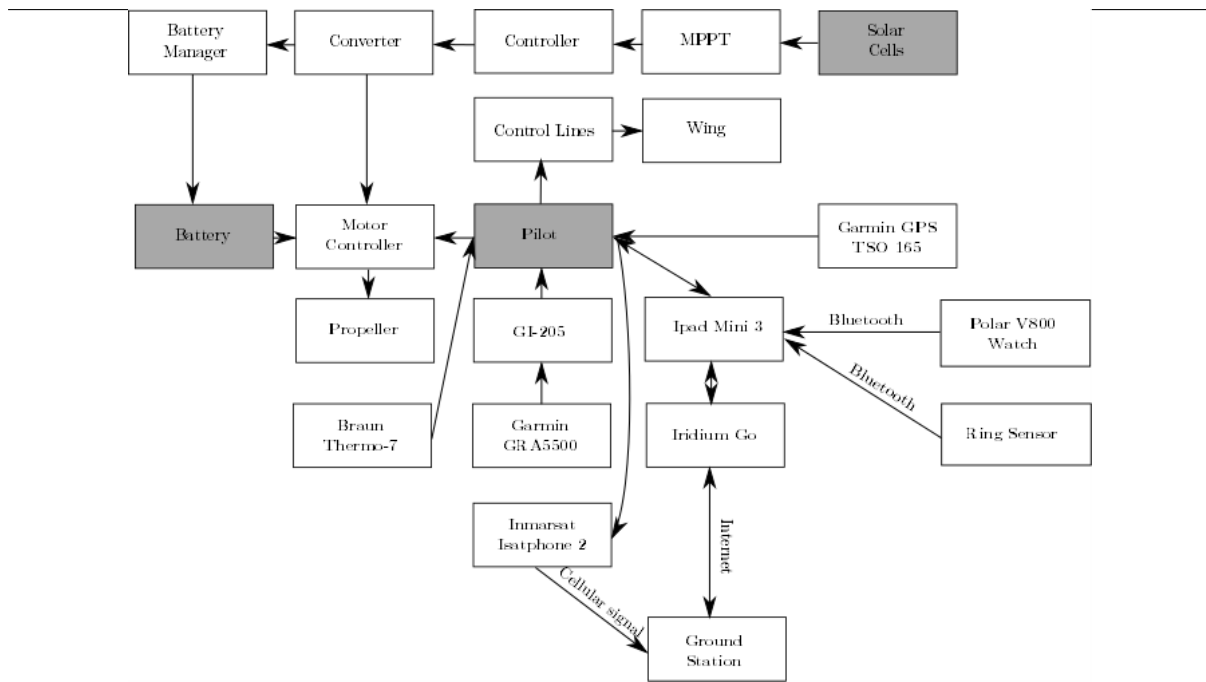 Battery
Manager
Converter
Controller
MPPT
Solar
Cells
Control Lines
Wing
Battery
Motor
Controller
Pilot
Garmin GPS
TSO 165
Propeller
GI-205
Ipad Mini 3
Bluetooth
Polar V800
Watch
Bluetooth
Braun
Thermo-7
Garmin
GRA5500
Iridium Go
Ring Sensor
Inmarsat
Isatphone 2
Internet
Cellular signal
Ground
Station